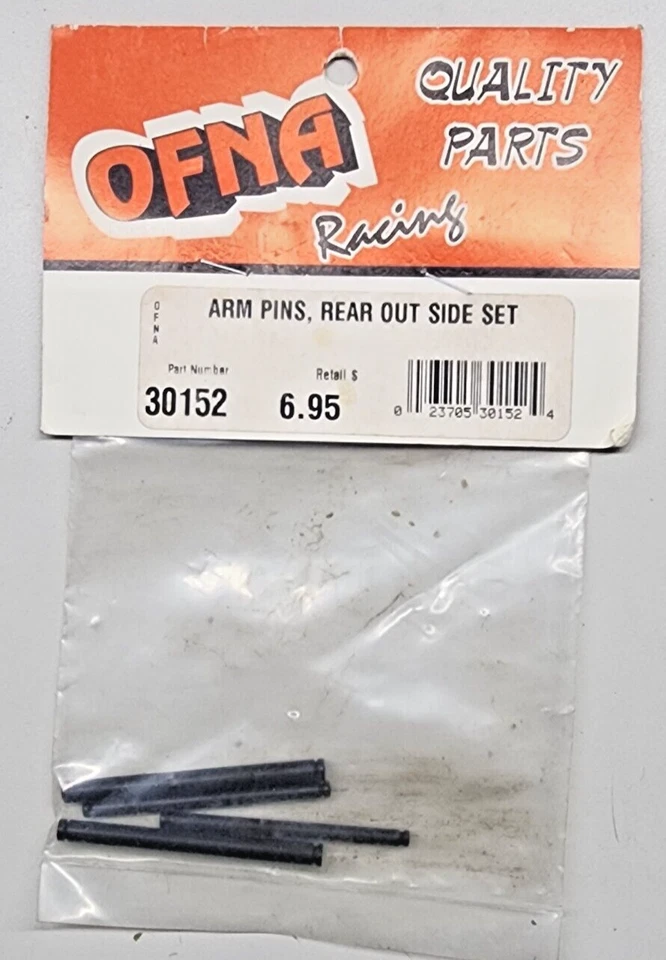 OFNA
Racing
QUALITY
PARTS
OFNA
ARM PINS, REAR OUT SIDE SET
Part Number
Retail $
30152
6.95
0 23705 30152 4